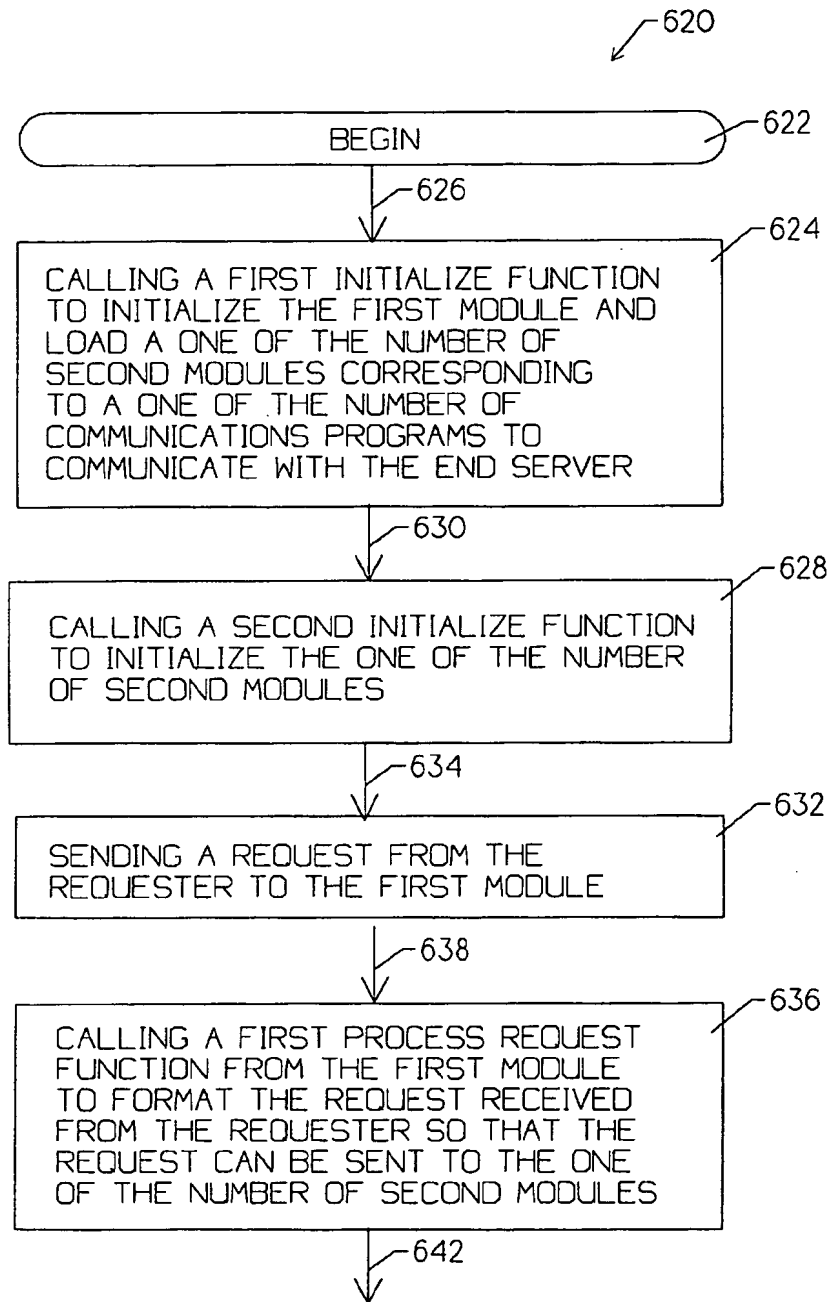 620
BEGIN
622
626
624
CALLING A FIRST INITIALIZE FUNCTION
TO INITIALIZE THE FIRST MODULE AND
LOAD A ONE OF THE NUMBER OF
SECOND MODULES CORRESPONDING
TO A ONE OF THE NUMBER OF
COMMUNICATIONS PROGRAMS TO
COMMUNICATE WITH THE END SERVER
630
628
CALLING A SECOND INITIALIZE FUNCTION
TO INITIALIZE THE ONE OF THE NUMBER
OF SECOND MODULES
634
632
SENDING A REQUEST FROM THE
REQUESTER TO THE FIRST MODULE
638
636
CALLING A FIRST PROCESS REQUEST
FUNCTION FROM THE FIRST MODULE
TO FORMAT THE REQUEST RECEIVED
FROM THE REQUESTER SO THAT THE
REQUEST CAN BE SENT TO THE ONE
OF THE NUMBER OF SECOND MODULES
642